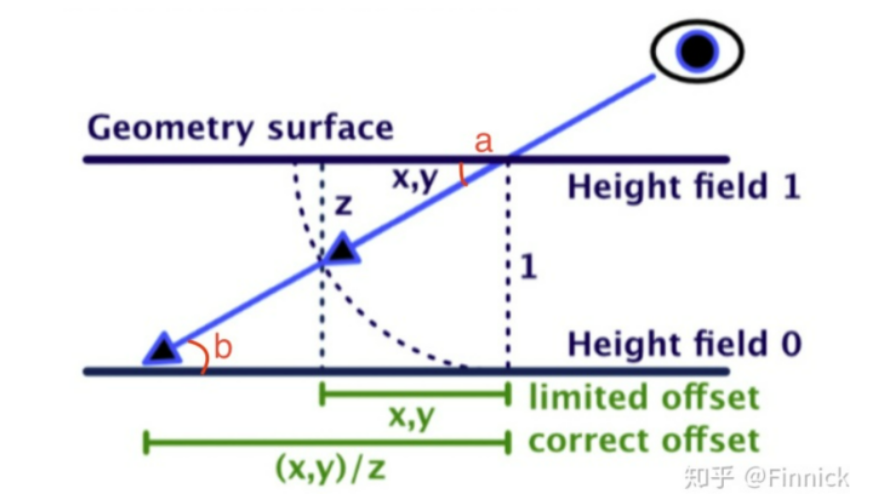 Geometry surface
a
x,y
Height field 1
z
1
b
Height field 0
limited offset
x,y
correct offset
(x,y)/z
知乎 @Finnick